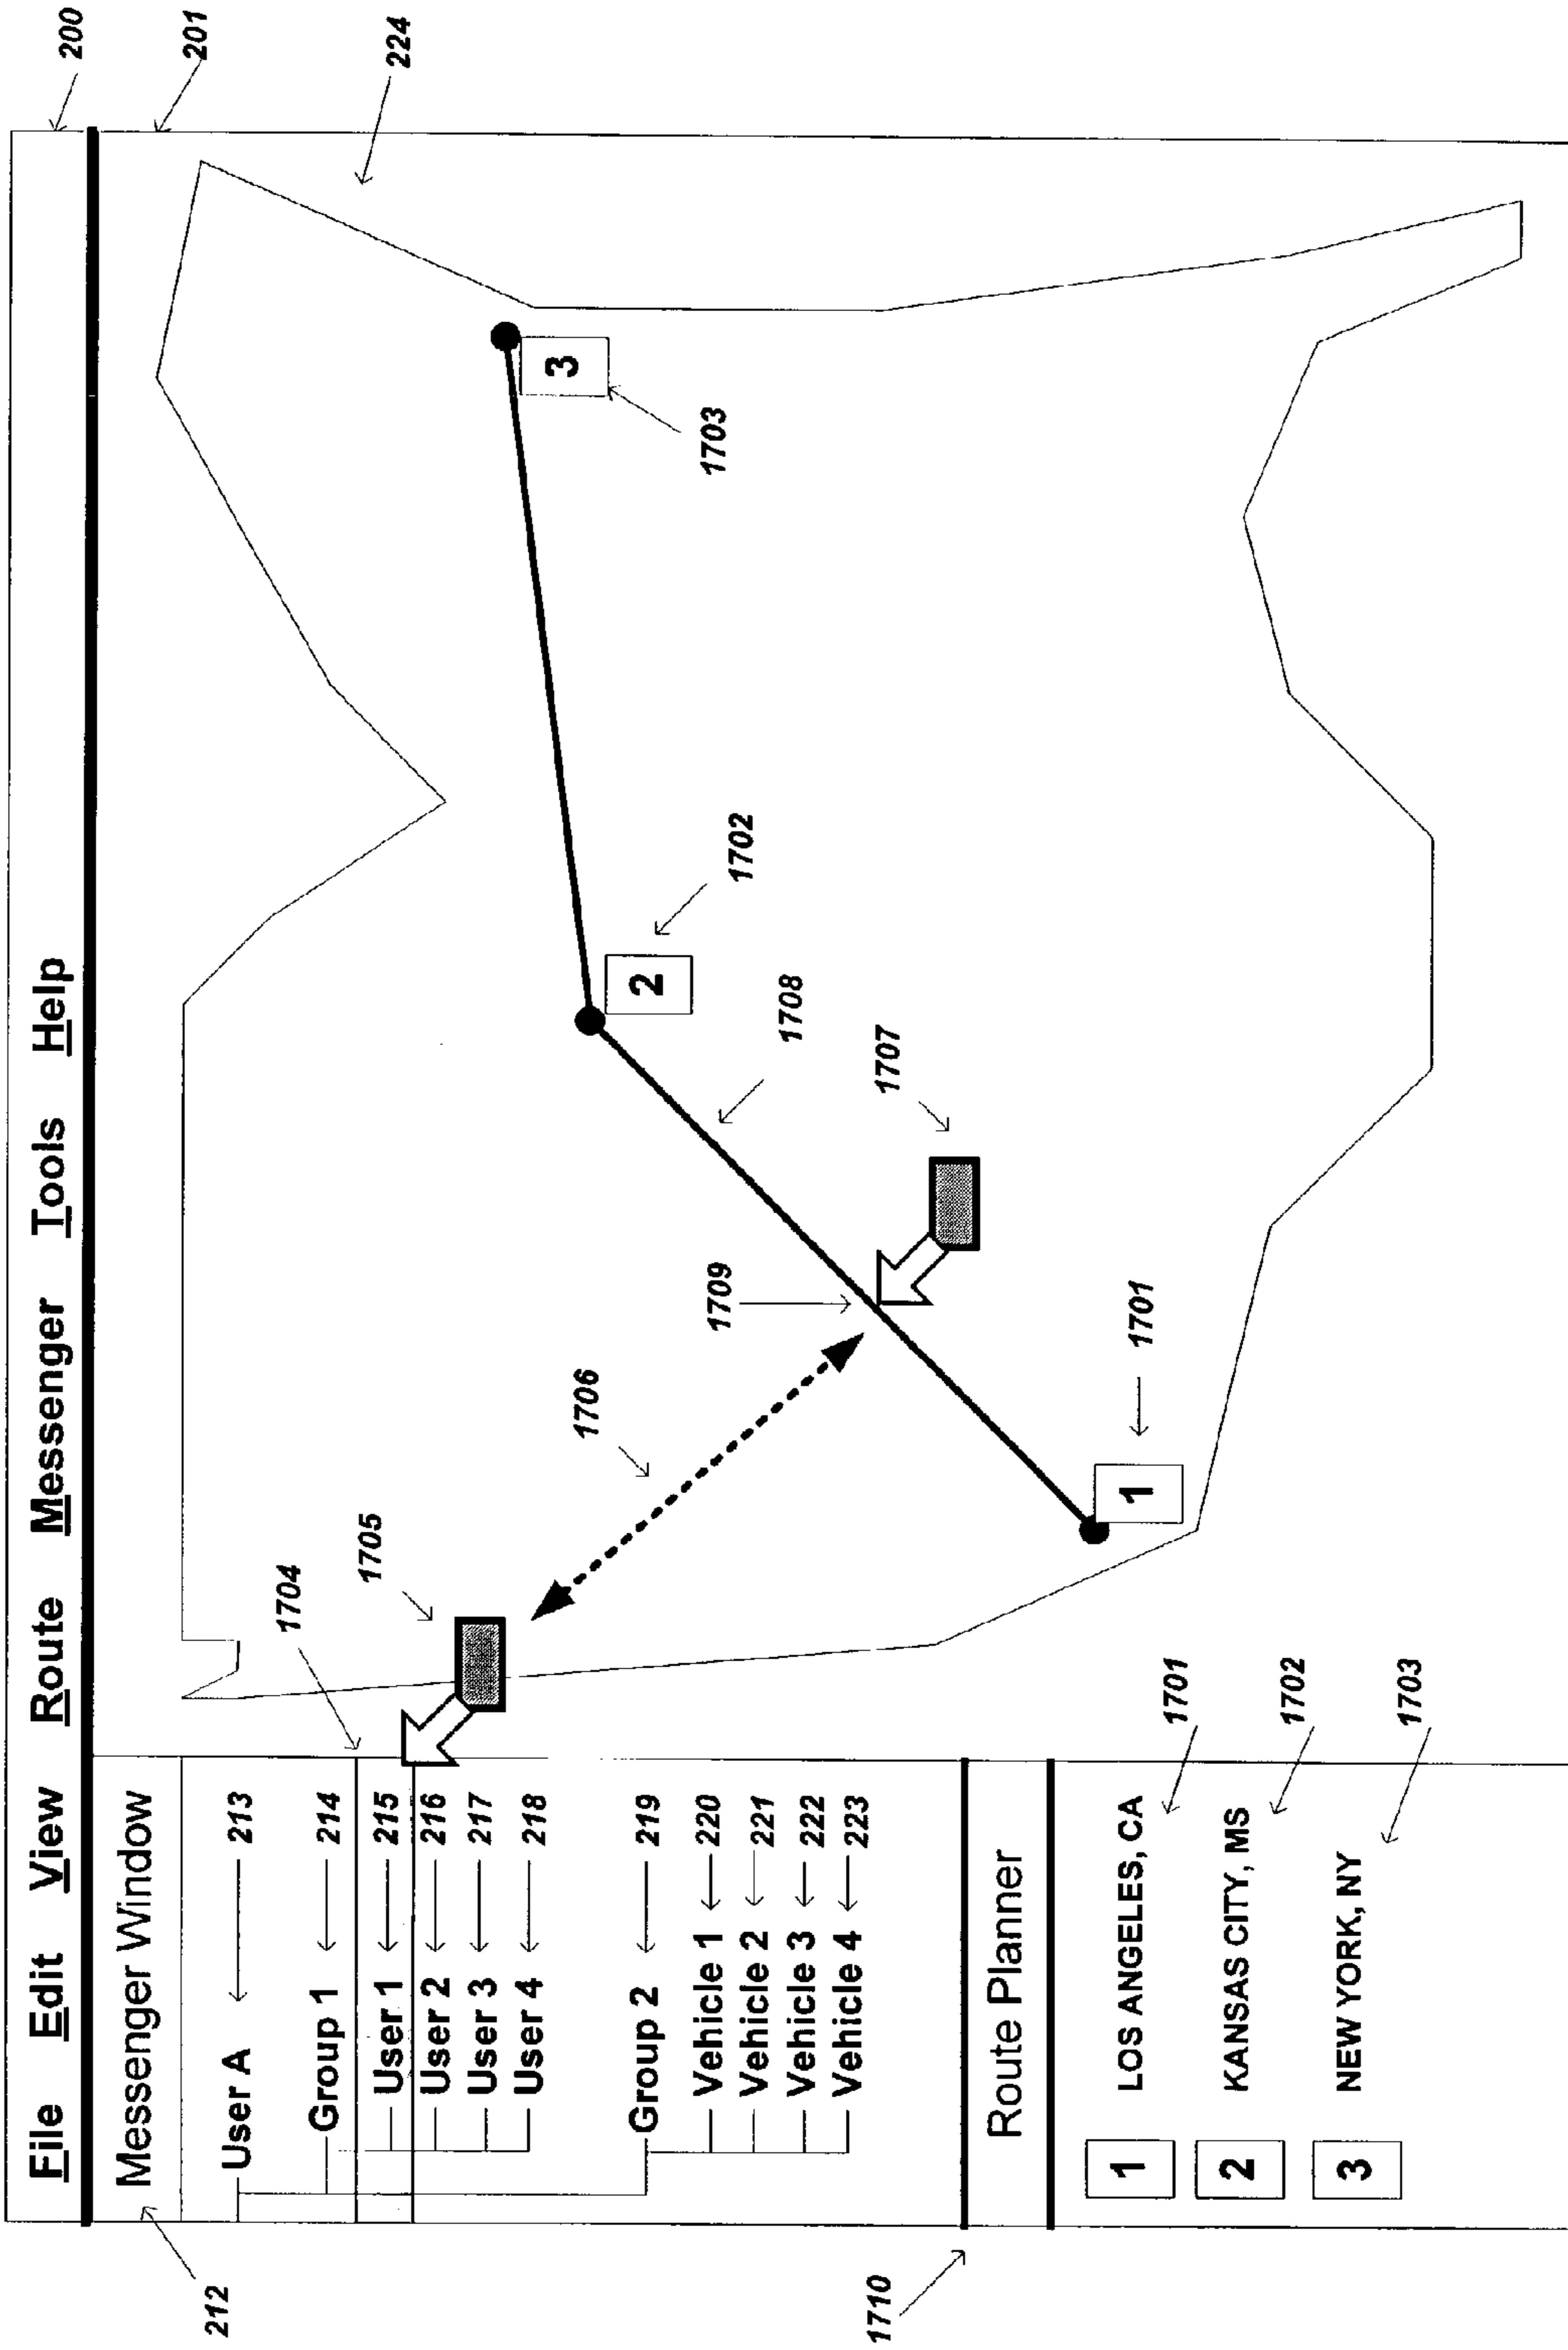 File Edit View Route Messenger Tools Help
200
201
224
212
Messenger Window
User A 213
Group 1 214
1704
User 1 215
User 2 216
User 3 217
User 4 218
Group 2 219
Vehicle 1 220
Vehicle 2 221
Vehicle 3 222
Vehicle 4 223
1705
1706
1709
1707
1708
2
1702
3
1703
1
1701
1710
Route Planner
1 LOS ANGELES, CA 1701
2 KANSAS CITY, MS 1702
3 NEW YORK, NY 1703